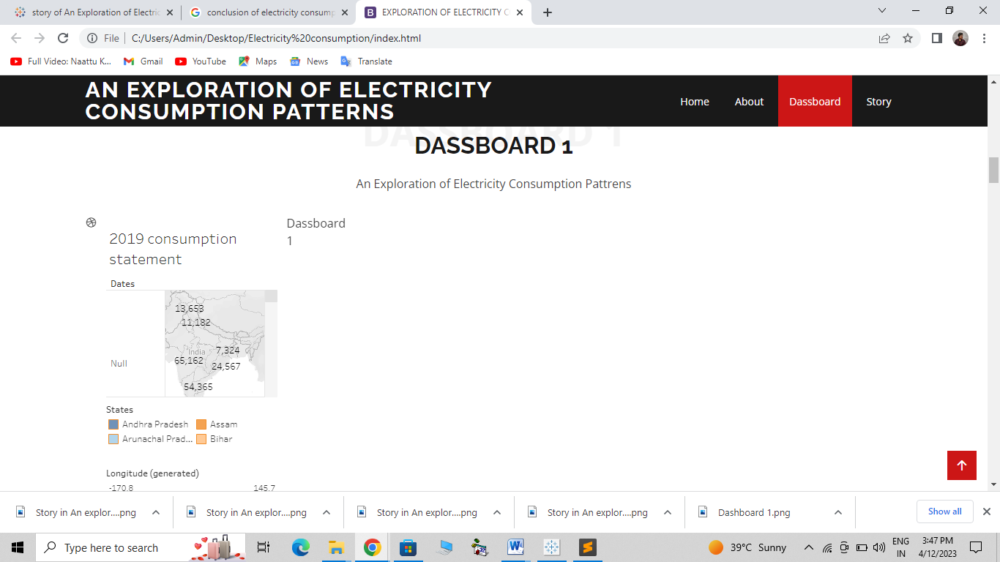 story of An Exploration of Electric
conclusion of electricity consump
EXPLORATION OF ELECTRICITY C
File
C:/Users/Admin/Desktop/Electricity%20consumption/index.html
Full Video: Naattu K...
Gmail
YouTube
Maps
News
Translate
AN EXPLORATION OF ELECTRICITY
CONSUMPTION PATTERNS
Home
About
Dassboard
Story
DASSBOARD 1
DASSBOARD 1
An Exploration of Electricity Consumption Pattrens
Dassboard
1
2019 consumption
statement
Dates
13,653
11,182
India
7,324
65,162
24,567
Null
54,365
States
Andhra Pradesh
Assam
Arunachal Prad...
Bihar
Longitude (generated)
-170.8
145.7
Story in An explor....png
Story in An explor....png
Story in An explor....png
Story in An explor....png
Dashboard 1.png
Show all
Type here to search
39°C Sunny
ENG
IN
3:47 PM
4/12/2023